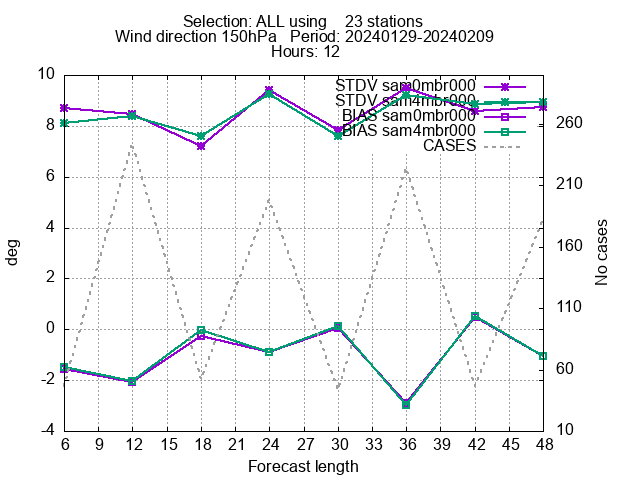 Selection: ALL using 23 stations
Wind direction 150hPa Period: 20240129-20240209
Hours: 12
STDV sam0mbr000
STDV sam4mbr000
BIAS sam0mbr000
BIAS sam4mbr000
CASES
10
8
6
4
2
0
-2
-4
deg
260
210
160
110
60
10
No cases
6 9 12 15 18 21 24 27 30 33 36 39 42 45 48
Forecast length